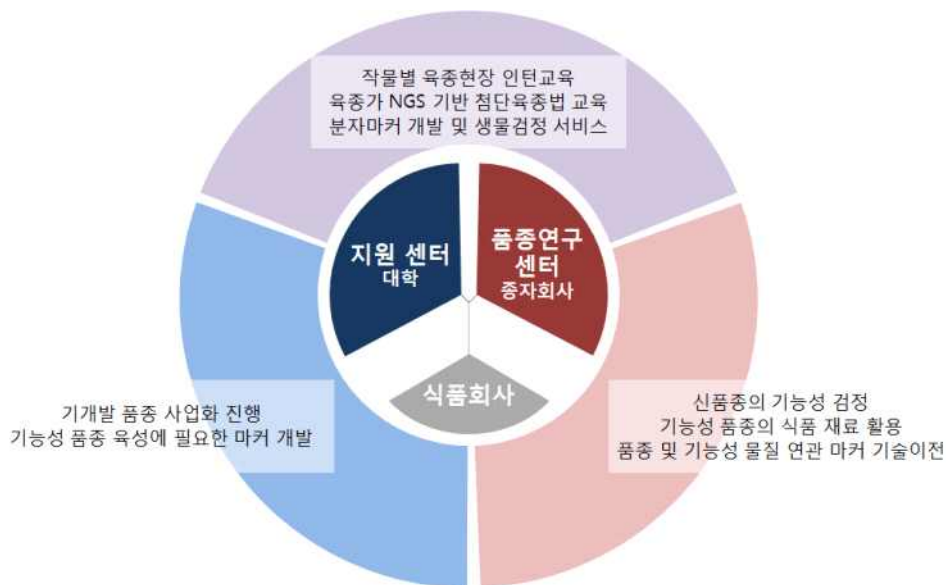 작물별 육종현장 인턴교육
육종가 NGS 기반 첨단육종법 교육
분자마커 개발 및 생물검정 서비스
지원 센터
대학
품종연구
센터
종자회사
식품회사
기개발 품종 사업화 진행
기능성 품종 육성에 필요한 마커 개발
신품종의 기능성 검정
기능성 품종의 식품 재료 활용
품종 및 기능성 물질 연관 마커 기술이전